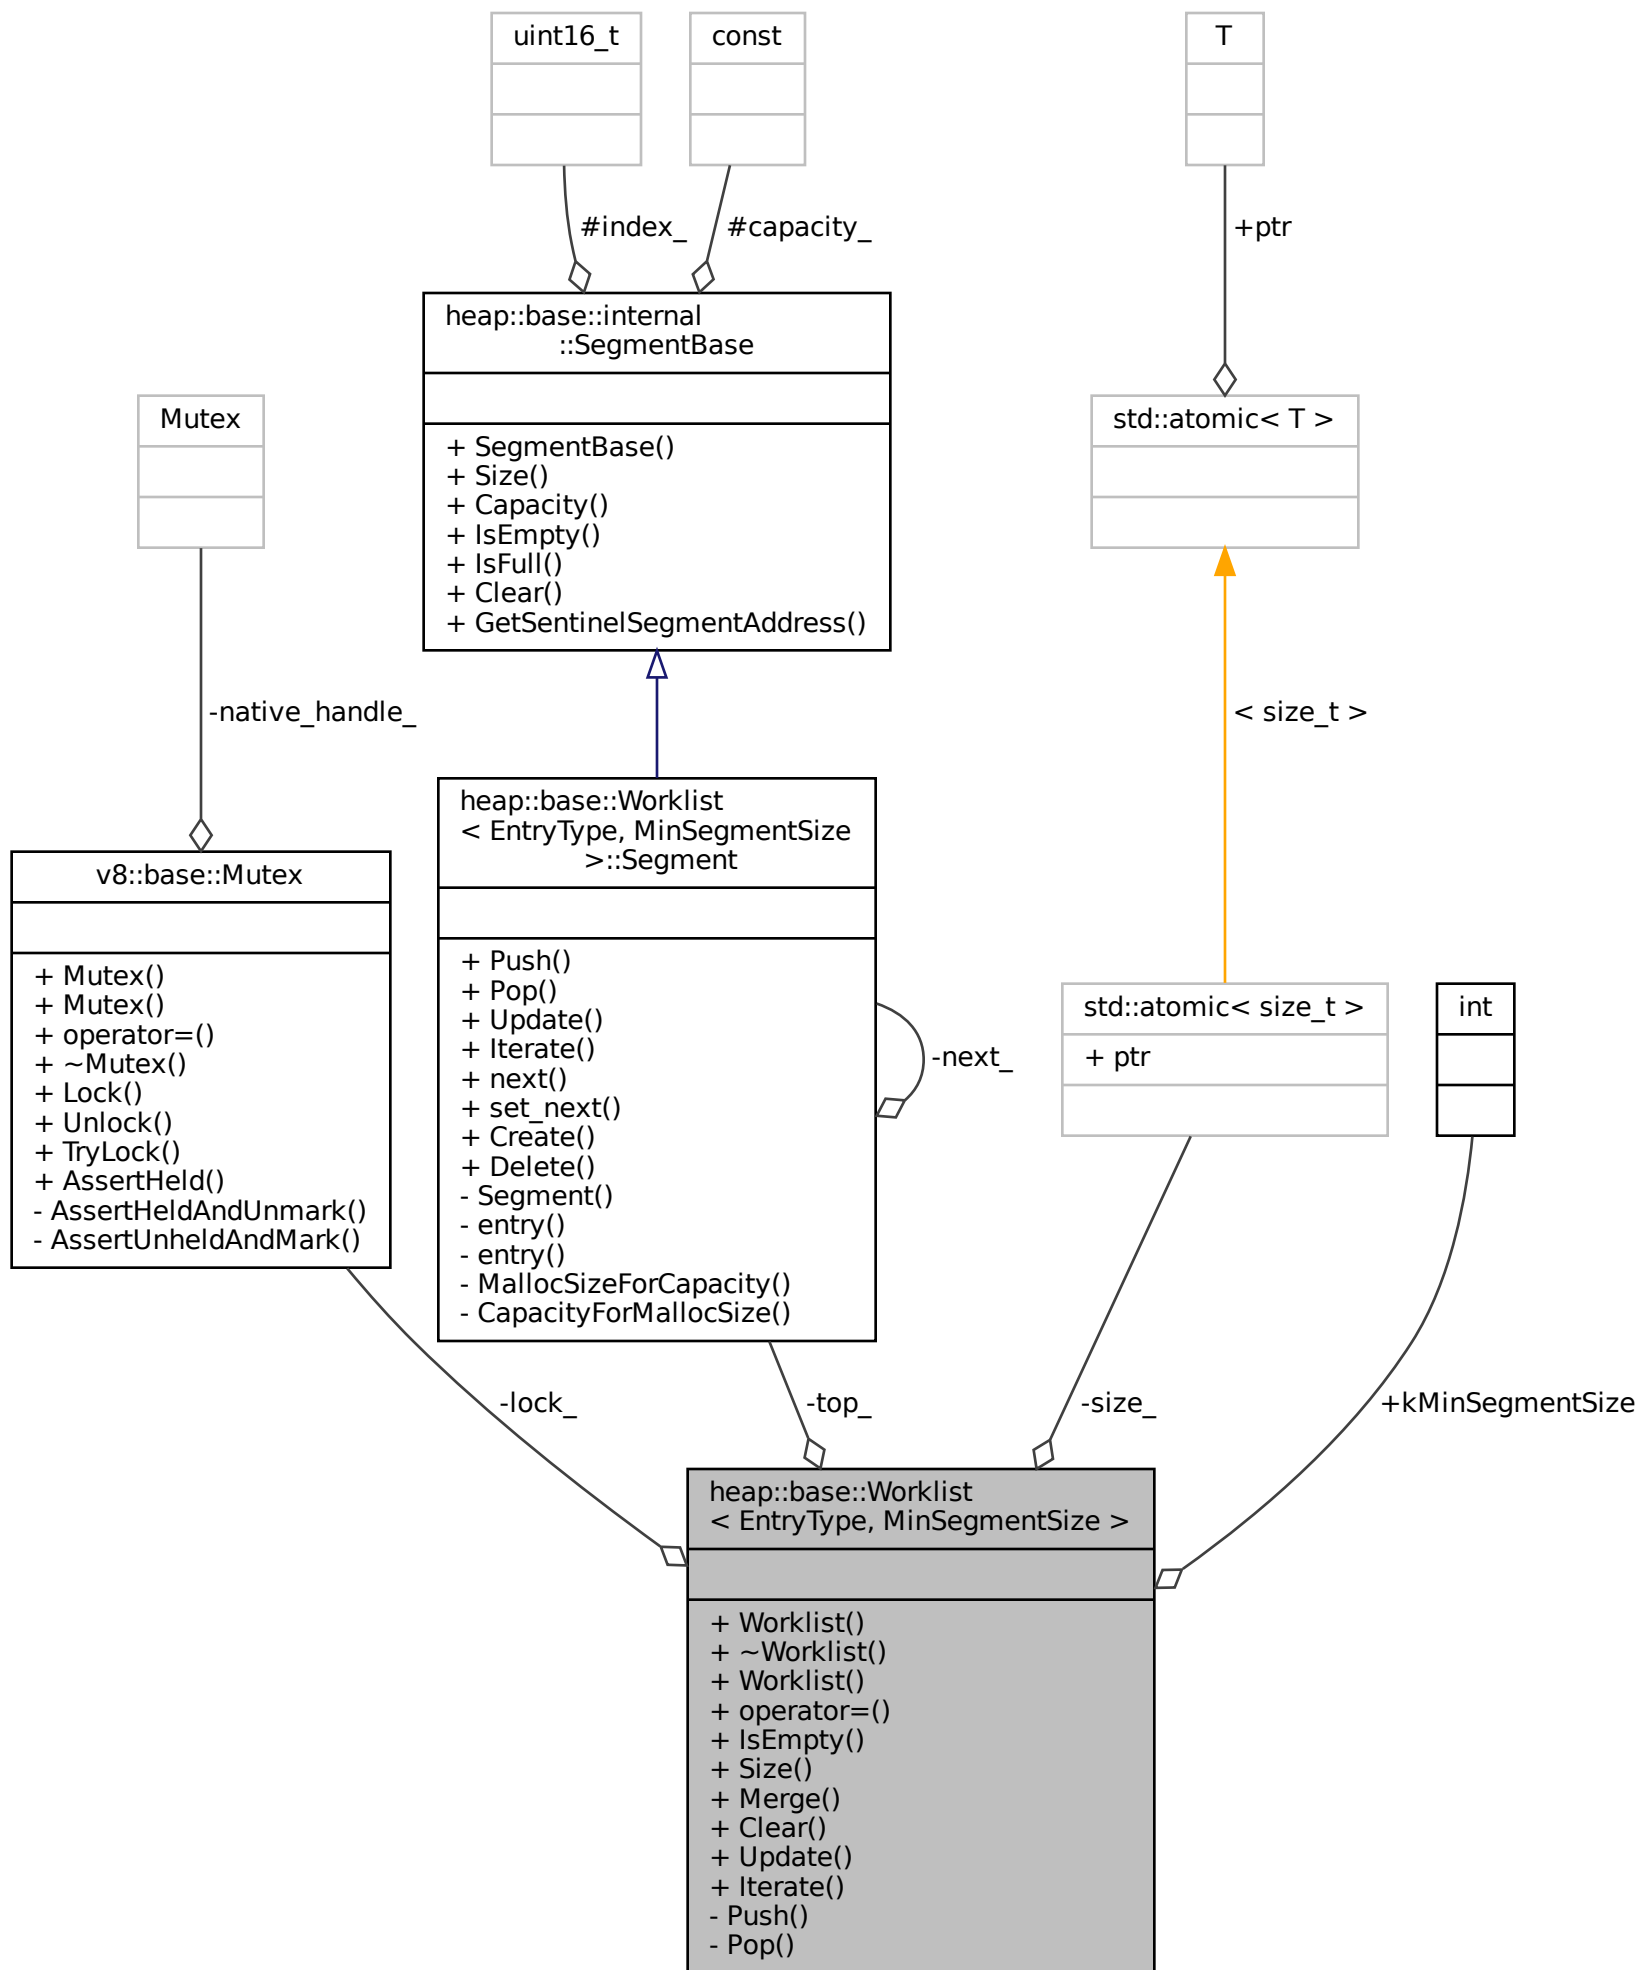 uint16_t
const
T
#index_
#capacity_
+ptr
heap::base::internal
::SegmentBase
+ SegmentBase()
+ Size()
+ Capacity()
+ IsEmpty()
+ IsFull()
+ Clear()
+ GetSentinelSegmentAddress()
Mutex
std::atomic< T >
-native_handle_
< size_t >
v8::base::Mutex
+ Mutex()
+ Mutex()
+ operator=()
+ ~Mutex()
+ Lock()
+ Unlock()
+ TryLock()
+ AssertHeld()
- AssertHeldAndUnmark()
- AssertUnheldAndMark()
heap::base::Worklist
< EntryType, MinSegmentSize
>::Segment
+ Push()
+ Pop()
+ Update()
+ Iterate()
+ next()
+ set_next()
+ Create()
+ Delete()
- Segment()
- entry()
- entry()
- MallocSizeForCapacity()
- CapacityForMallocSize()
-next_
std::atomic< size_t >
+ ptr
int
-lock_
-top_
-size_
+kMinSegmentSize
heap::base::Worklist
< EntryType, MinSegmentSize >
+ Worklist()
+ ~Worklist()
+ Worklist()
+ operator=()
+ IsEmpty()
+ Size()
+ Merge()
+ Clear()
+ Update()
+ Iterate()
- Push()
- Pop()